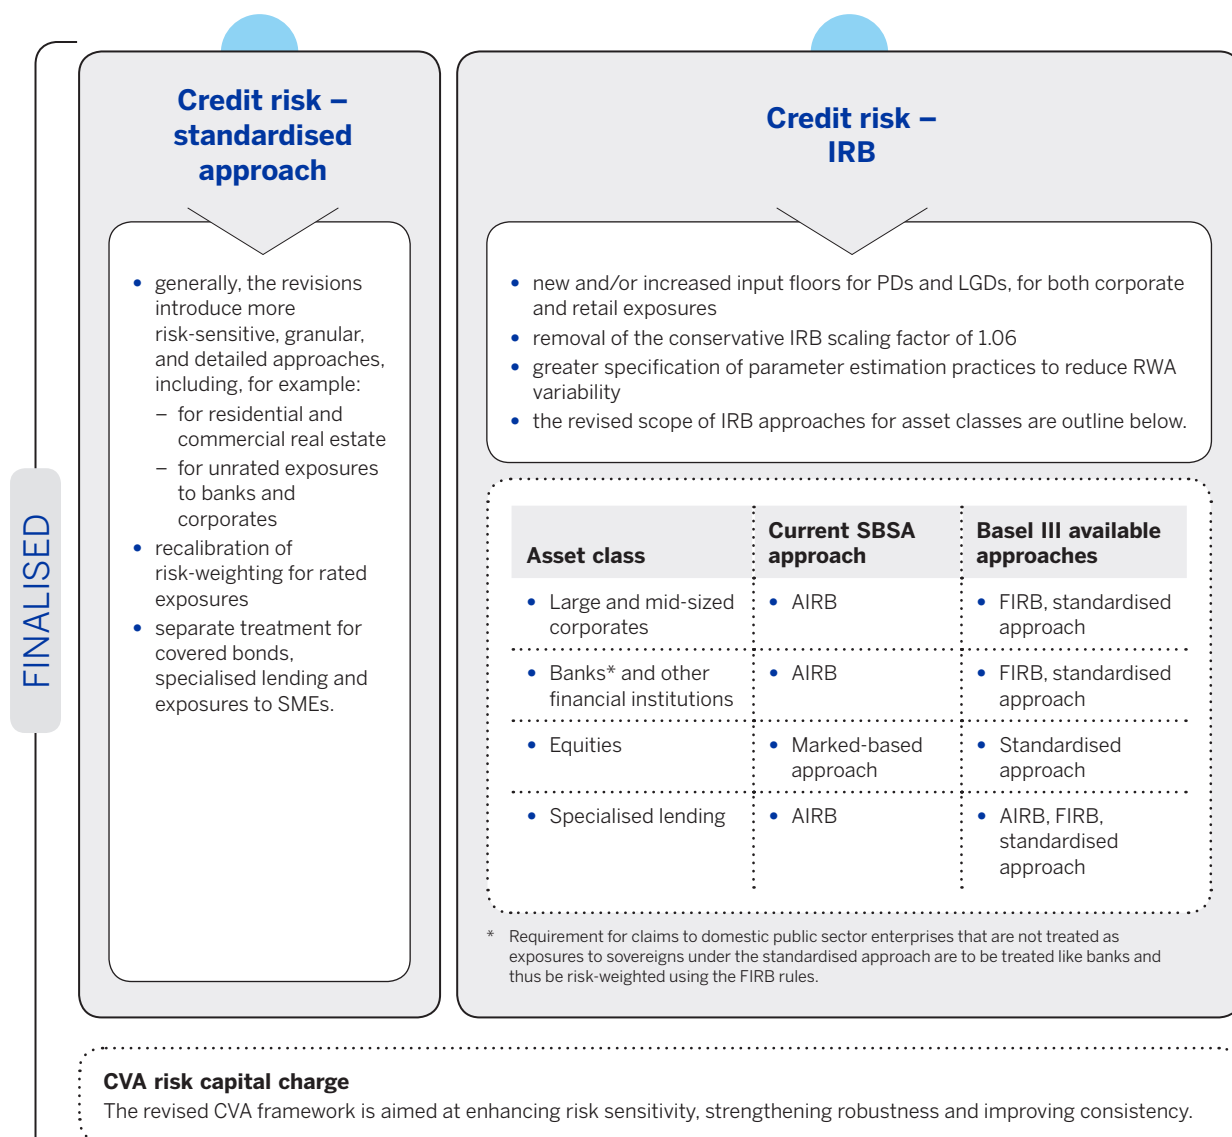 FINALISED
Credit risk –
standardised
approach
• generally, the revisions
introduce more
risk-sensitive, granular,
and detailed approaches,
including, for example:
– for residential and
commercial real estate
– for unrated exposures
to banks and
corporates
• recalibration of
risk-weighting for rated
exposures
• separate treatment for
covered bonds,
specialised lending and
exposures to SMEs.
Credit risk –
IRB
• new and/or increased input floors for PDs and LGDs, for both corporate
and retail exposures
• removal of the conservative IRB scaling factor of 1.06
• greater specification of parameter estimation practices to reduce RWA
variability
• the revised scope of IRB approaches for asset classes are outline below.
Asset class
Current SBSA
approach
Basel III available
approaches
• Large and mid-sized
corporates
• AIRB
• FIRB, standardised
approach
• Banks* and other
financial institutions
• AIRB
• FIRB, standardised
approach
• Equities
• Marked-based
approach
• Standardised
approach
• Specialised lending
• AIRB
• AIRB, FIRB,
standardised
approach
* Requirement for claims to domestic public sector enterprises that are not treated as
exposures to sovereigns under the standardised approach are to be treated like banks and
thus be risk-weighted using the FIRB rules.
CVA risk capital charge
The revised CVA framework is aimed at enhancing risk sensitivity, strengthening robustness and improving consistency.